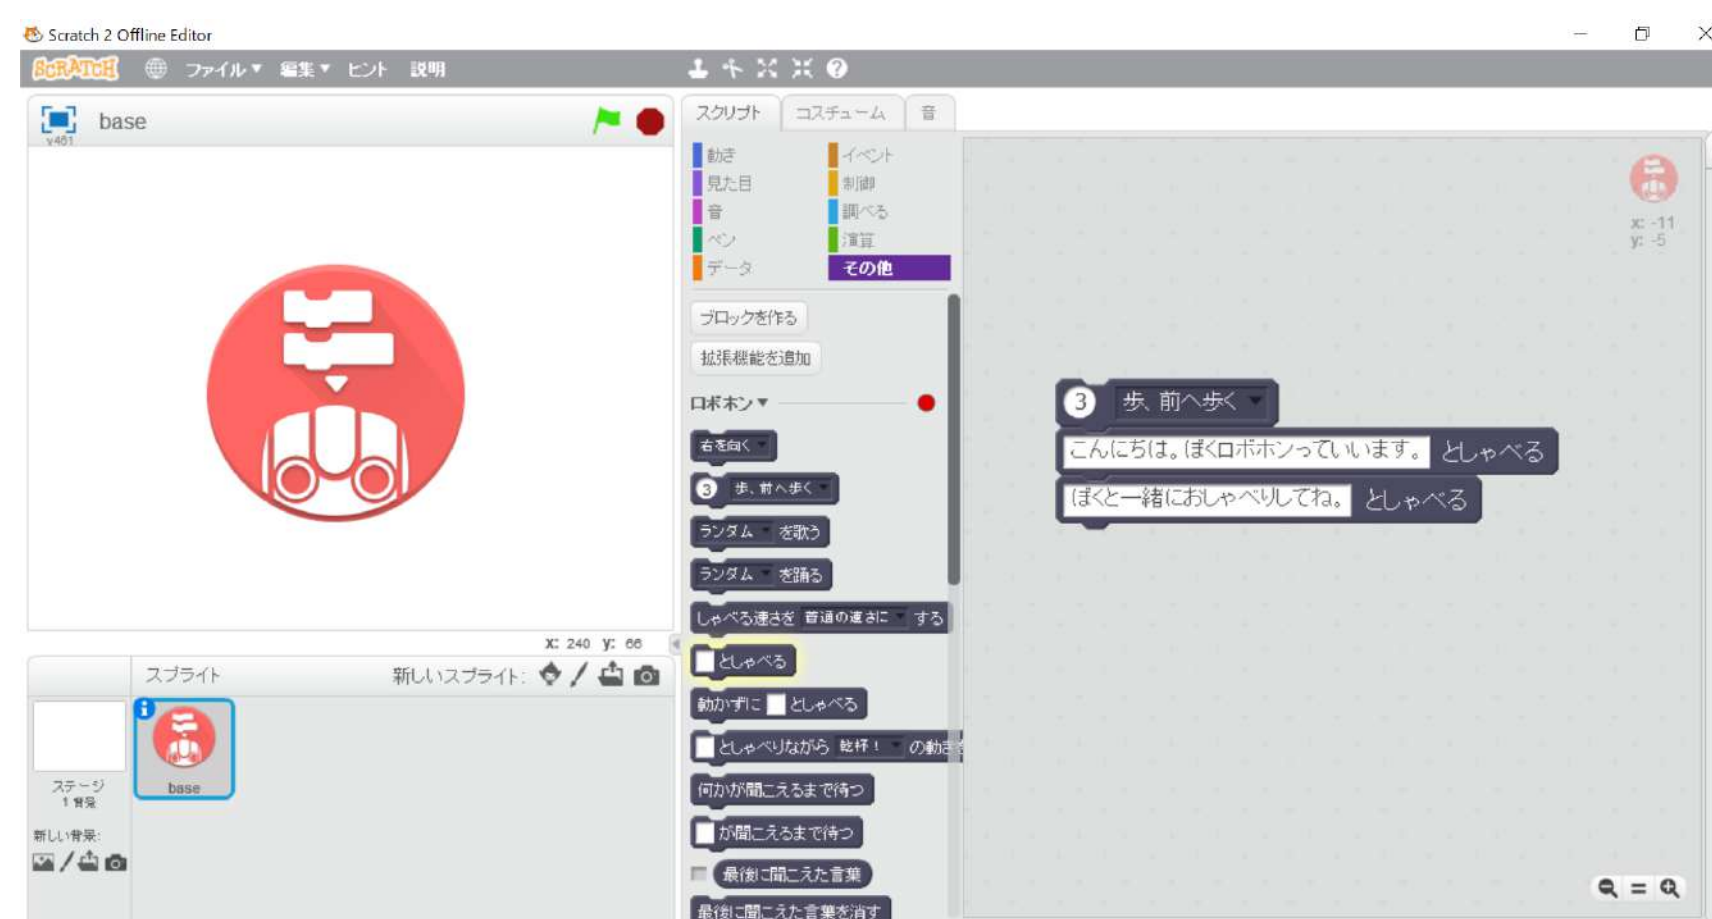 Scratch 2 Offline Editor
SCRATCH ファイル▼ 編集▼ ヒント 説明
base
v461
スクリプト コスチューム 音
動き イベント
見た目 制御
音 調べる
ペン 演算
データ その他
ブロックを作る
拡張機能を追加
ロボホン▼
右を向く
3 歩、前へ歩く
ランダム を歌う
ランダム を踊る
しゃべる速さを 普通の速さに する
としゃべる
動かずに としゃべる
としゃべりながら 乾杯! の動きを
何かが聞こえるまで待つ
が聞こえるまで待つ
最後に聞こえた言葉
最後に聞こえた言葉を消す
x: -11
y: -5
3 歩、前へ歩く
こんにちは。ぼくロボホンっていいます。 としゃべる
ぼくと一緒におしゃべりしてね。 としゃべる
x: 240 y: 66
スプライト 新しいスプライト:
ステージ
1 背景
新しい背景:
base